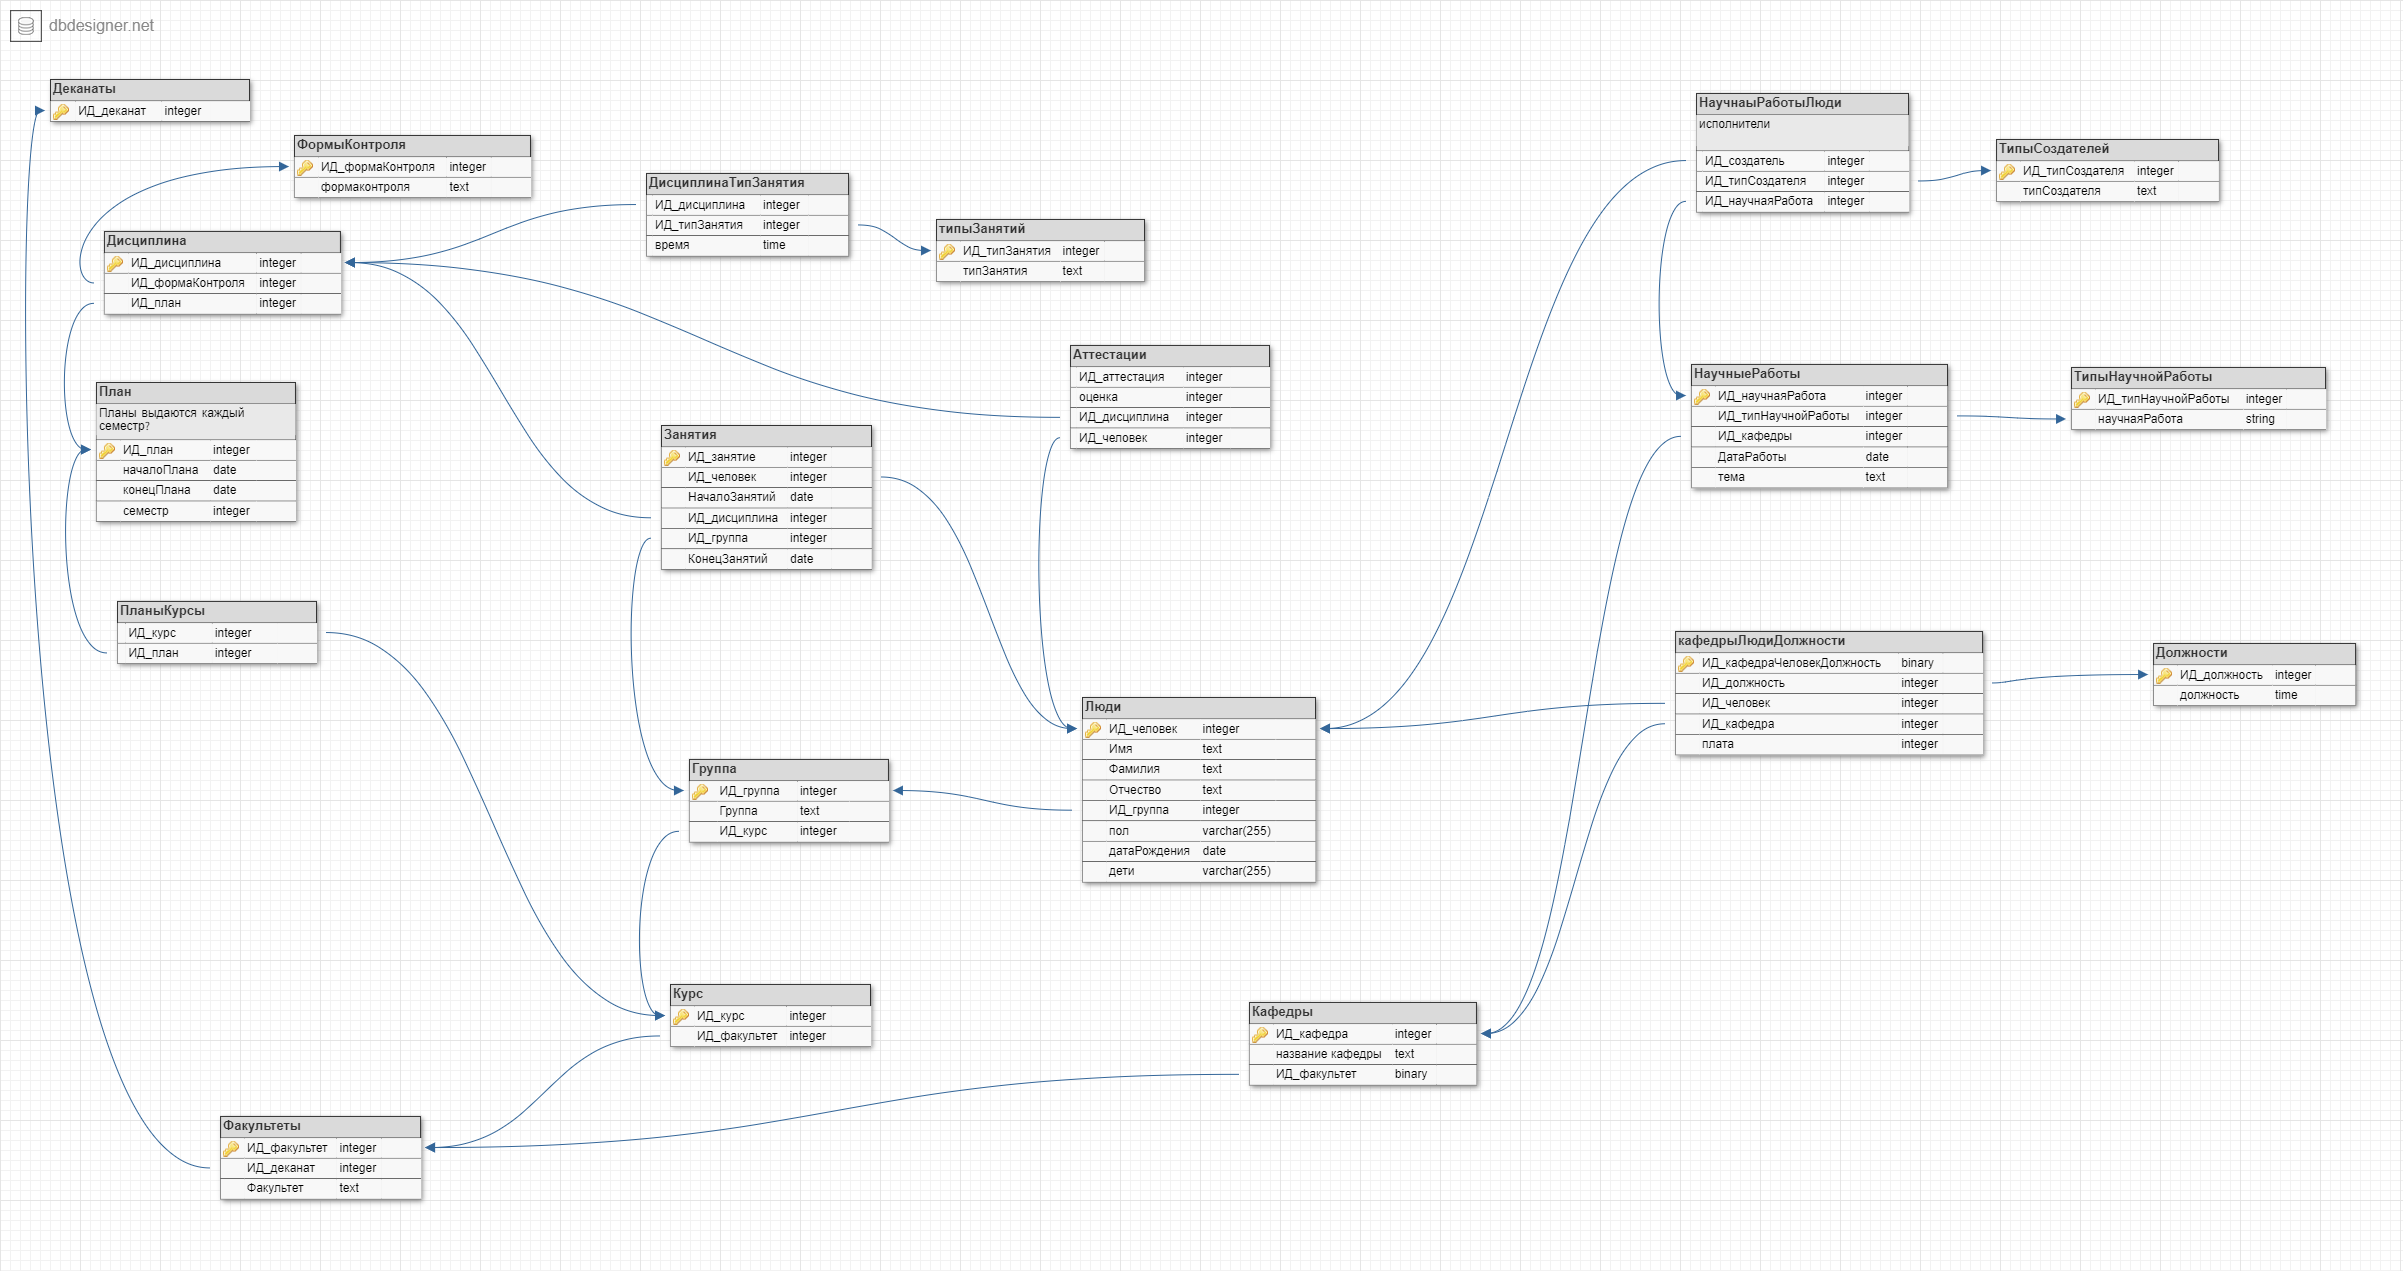 dbdesigner.net
Деканаты
ИД_деканат integer
ФормыКонтроля
ИД_формаКонтроля integer
формаконтроля text
Дисциплина
ИД_дисциплина integer
ИД_формаКонтроля integer
ИД_план integer
План
Планы выдаются каждый
семестр?
ИД_план integer
началоПлана date
конецПлана date
семестр integer
ПланыКурсы
ИД_курс integer
ИД_план integer
Факультеты
ИД_факультет integer
ИД_деканат integer
Факультет text
ДисциплинаТипЗанятия
ИД_дисциплина integer
ИД_типЗанятия integer
время time
типыЗанятий
ИД_типЗанятия integer
типЗанятия text
Аттестации
ИД_аттестация integer
оценка integer
ИД_дисциплина integer
ИД_человек integer
Занятия
ИД_занятие integer
ИД_человек integer
НачалоЗанятий date
ИД_дисциплина integer
ИД_группа integer
КонецЗанятий date
Группа
ИД_группа integer
Группа text
ИД_курс integer
Курс
ИД_курс integer
ИД_факультет integer
Люди
ИД_человек integer
Имя text
Фамилия text
Отчество text
ИД_группа integer
пол varchar(255)
датаРождения date
дети varchar(255)
Кафедры
ИД_кафедра integer
название кафедры text
ИД_факультет binary
НаучныРаботыЛюди
исполнители
ИД_создатель integer
ИД_типСоздателя integer
ИД_научнаяРабота integer
ТипыСоздателей
ИД_типСоздателя integer
типСоздателя text
НаучныеРаботы
ИД_научнаяРабота integer
ИД_типНаучнойРаботы integer
ИД_кафедры integer
ДатаРаботы date
тема text
ТипыНаучнойРаботы
ИД_типНаучнойРаботы integer
научнаяРабота string
кафедрыЛюдиДолжности
ИД_кафедраЧеловекДолжность binary
ИД_должность integer
ИД_человек integer
ИД_кафедра integer
плата integer
Должности
ИД_должность integer
должность time